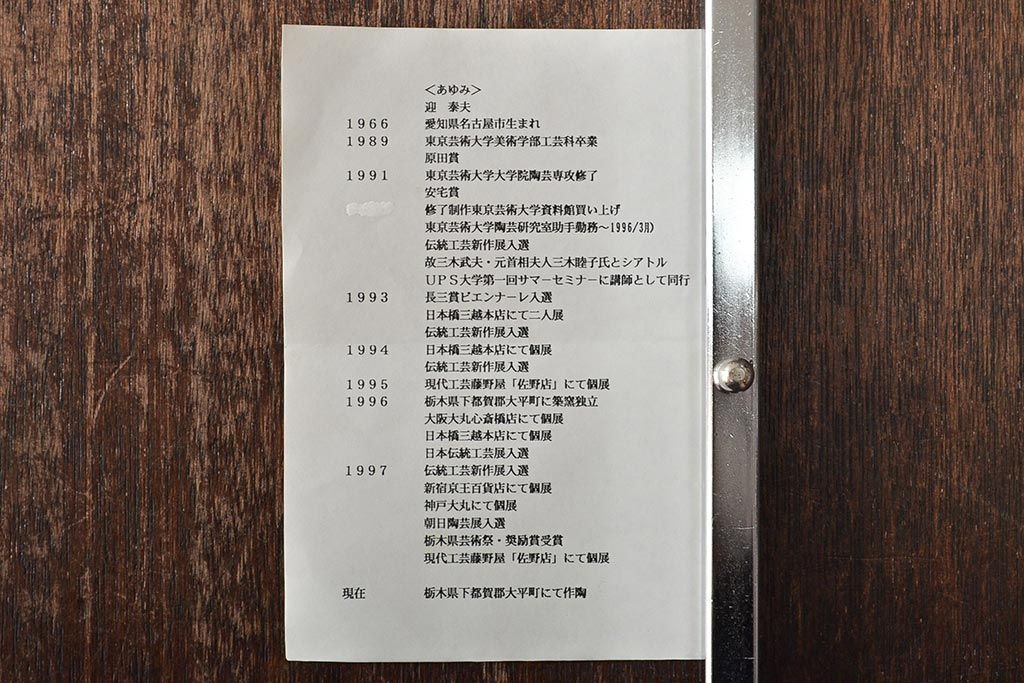 <あゆみ>
迎 泰夫
1966 愛知県名古屋市生まれ
1989 東京芸術大学美術学部工芸科卒業
原田賞
1991 東京芸術大学大学院陶芸専攻修了
安宅賞
修了制作東京芸術大学資料館買い上げ
東京芸術大学陶芸研究室助手勤務~1996/3月)
伝統工芸新作展入選
故三木武夫・元首相夫人三木睦子氏とシアトル
UPS大学第一回サマーセミナーに講師として同行
1993 長三賞ビエンナーレ入選
日本橋三越本店にて二人展
伝統工芸新作展入選
1994 日本橋三越本店にて個展
伝統工芸新作展入選
1995 現代工芸藤野屋「佐野店」にて個展
1996 栃木県下都賀郡大平町に築窯独立
大阪大丸心斎橋店にて個展
日本橋三越本店にて個展
日本伝統工芸展入選
1997 伝統工芸新作展入選
新宿京王百貨店にて個展
神戸大丸にて個展
朝日陶芸展入選
栃木県芸術祭・奨励賞受賞
現代工芸藤野屋「佐野店」にて個展
現在 栃木県下都賀郡大平町にて作陶